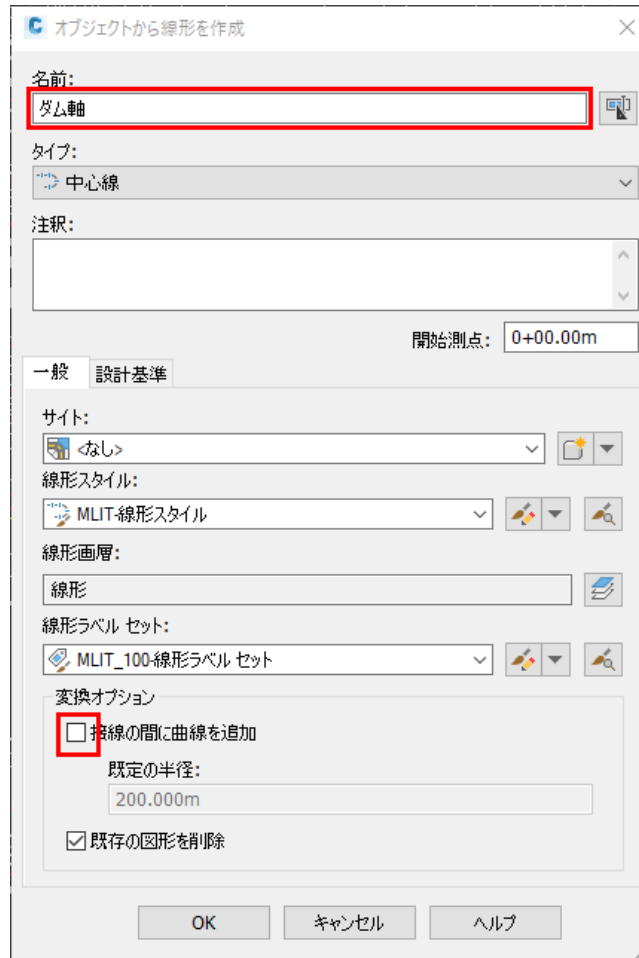 オブジェクトから線形を作成
名前:
ダム軸
タイプ:
中心線
注釈:
開始測点: 0+00.00m
一般 設計基準
サイト:
<なし>
線形スタイル:
MLIT-線形スタイル
線形画層:
線形
線形ラベル セット:
MLIT_100-線形ラベル セット
変換オプション
接線の間に曲線を追加
既定の半径:
200.000m
既存の図形を削除
OK キャンセル ヘルプ